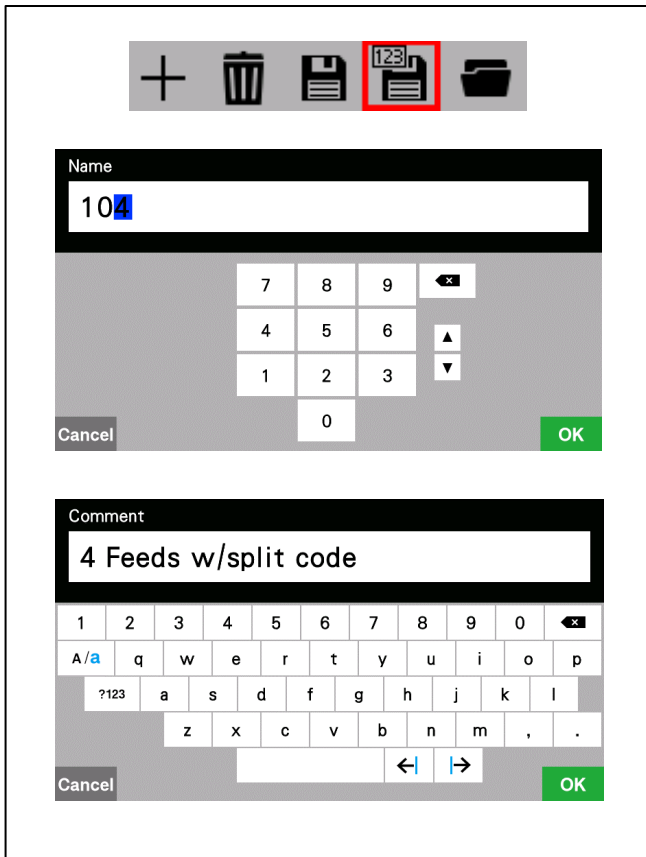 123
Name
104
7 8 9
4 5 6
1 2 3
0
Cancel OK
Comment
4 Feeds w/split code
1 2 3 4 5 6 7 8 9 0
A/a q w e r t y u i o p
?123 a s d f g h j k l
z x c v b n m , .
Cancel OK